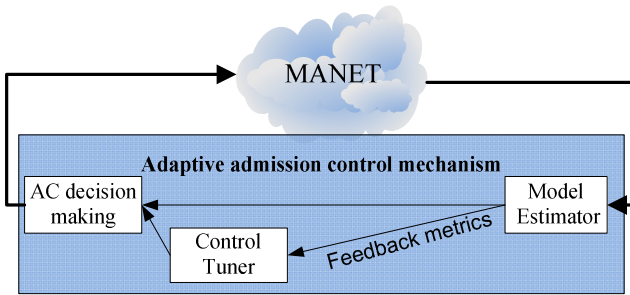 MANET
Adaptive admission control mechanism
AC decision
making
Model
Estimator
Control
Tuner
Feedback metrics